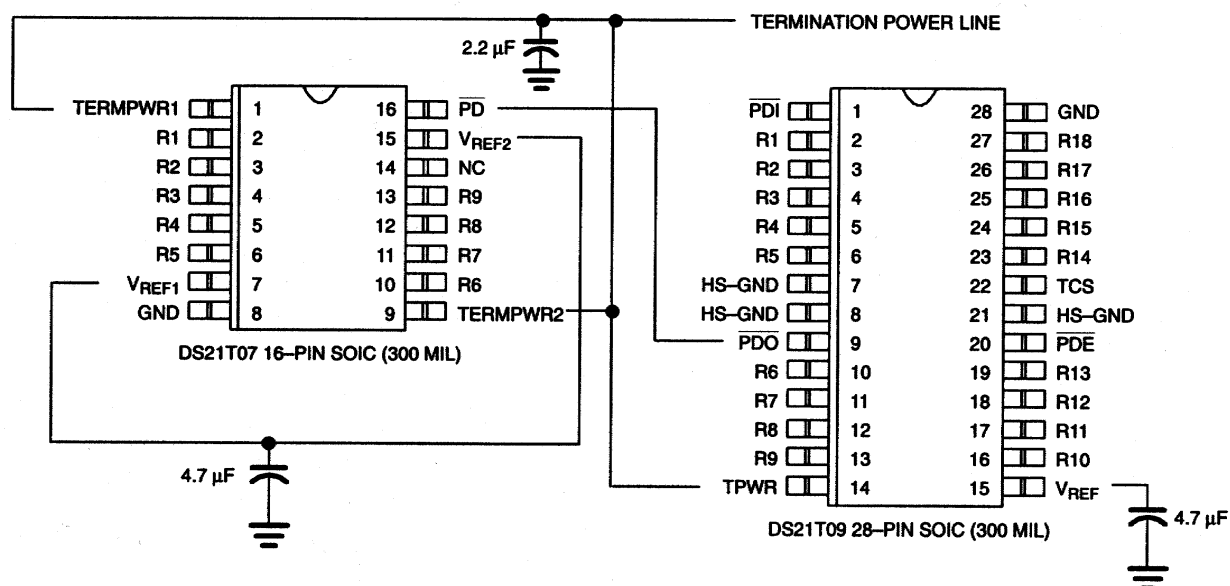 TERMINATION POWER LINE
2.2 µF
TERMPWR1 1 16 P̅D̅
R1 2 15 VREF2
R2 3 14 NC
R3 4 13 R9
R4 5 12 R8
R5 6 11 R7
VREF1 7 10 R6
GND 8 9 TERMPWR2
DS21T07 16–PIN SOIC (300 MIL)
4.7 µF
P̅D̅I̅ 1 28 GND
R1 2 27 R18
R2 3 26 R17
R3 4 25 R16
R4 5 24 R15
R5 6 23 R14
HS–GND 7 22 TCS
HS–GND 8 21 HS–GND
P̅D̅O̅ 9 20 P̅D̅E̅
R6 10 19 R13
R7 11 18 R12
R8 12 17 R11
R9 13 16 R10
TPWR 14 15 VREF
DS21T09 28–PIN SOIC (300 MIL)
4.7 µF